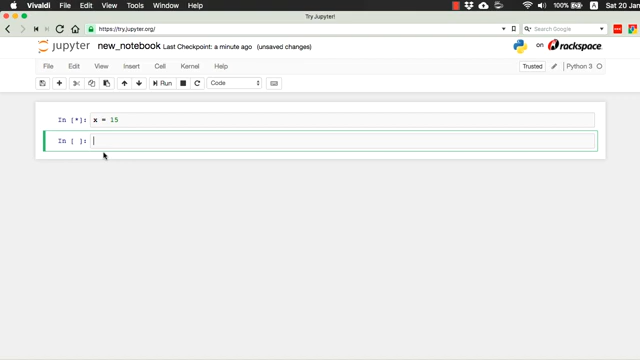 Vivaldi File Edit View Tools Window Help 100% A Sat 20 Jan
Try Jupyter!
https://try.jupyter.org/ Search Google
jupyter new_notebook Last Checkpoint: a minute ago (unsaved changes) on rackspace.
File Edit View Insert Cell Kernel Help Trusted Python 3
Run Code
In [*]: x = 15
In [ ]: